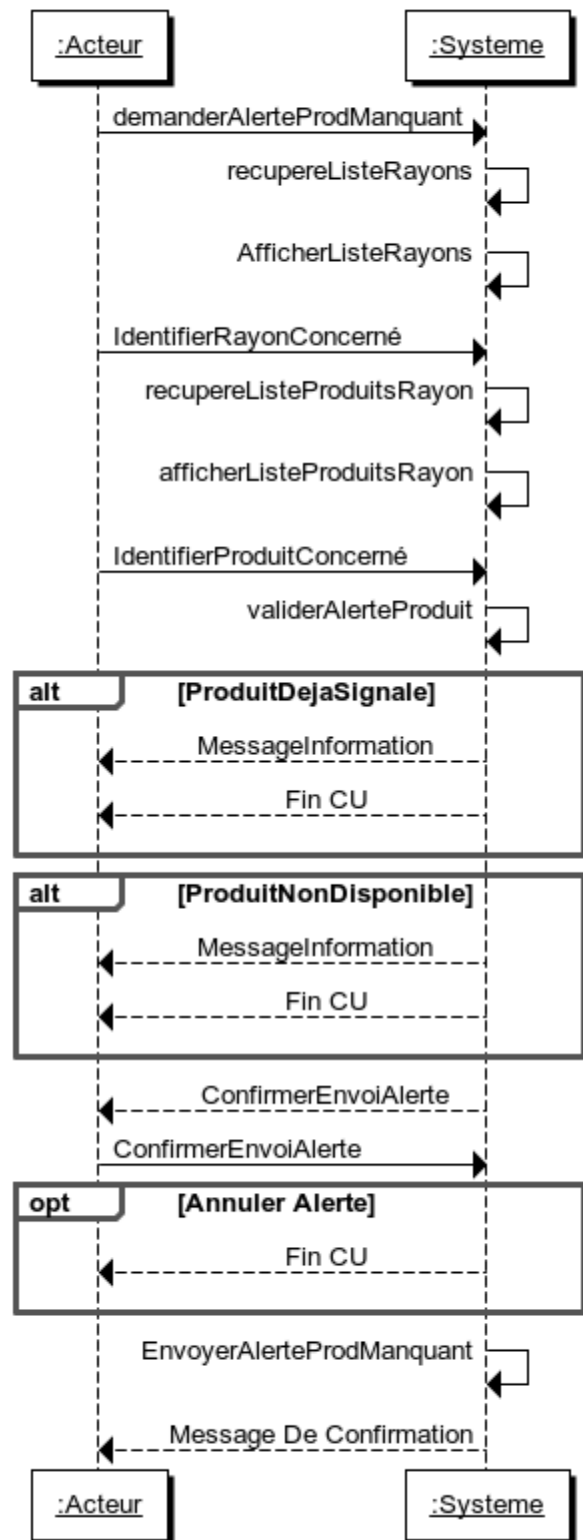 :Acteur :Systeme
demanderAlerteProdManquant
recupereListeRayons
AfficherListeRayons
IdentifierRayonConcerné
recupereListeProduitsRayon
afficherListeProduitsRayon
IdentifierProduitConcerné
validerAlerteProduit
alt [ProduitDejaSignale]
MessageInformation
Fin CU
alt [ProduitNonDisponible]
MessageInformation
Fin CU
ConfirmerEnvoiAlerte
ConfirmerEnvoiAlerte
opt [Annuler Alerte]
Fin CU
EnvoyerAlerteProdManquant
Message De Confirmation
:Acteur :Systeme